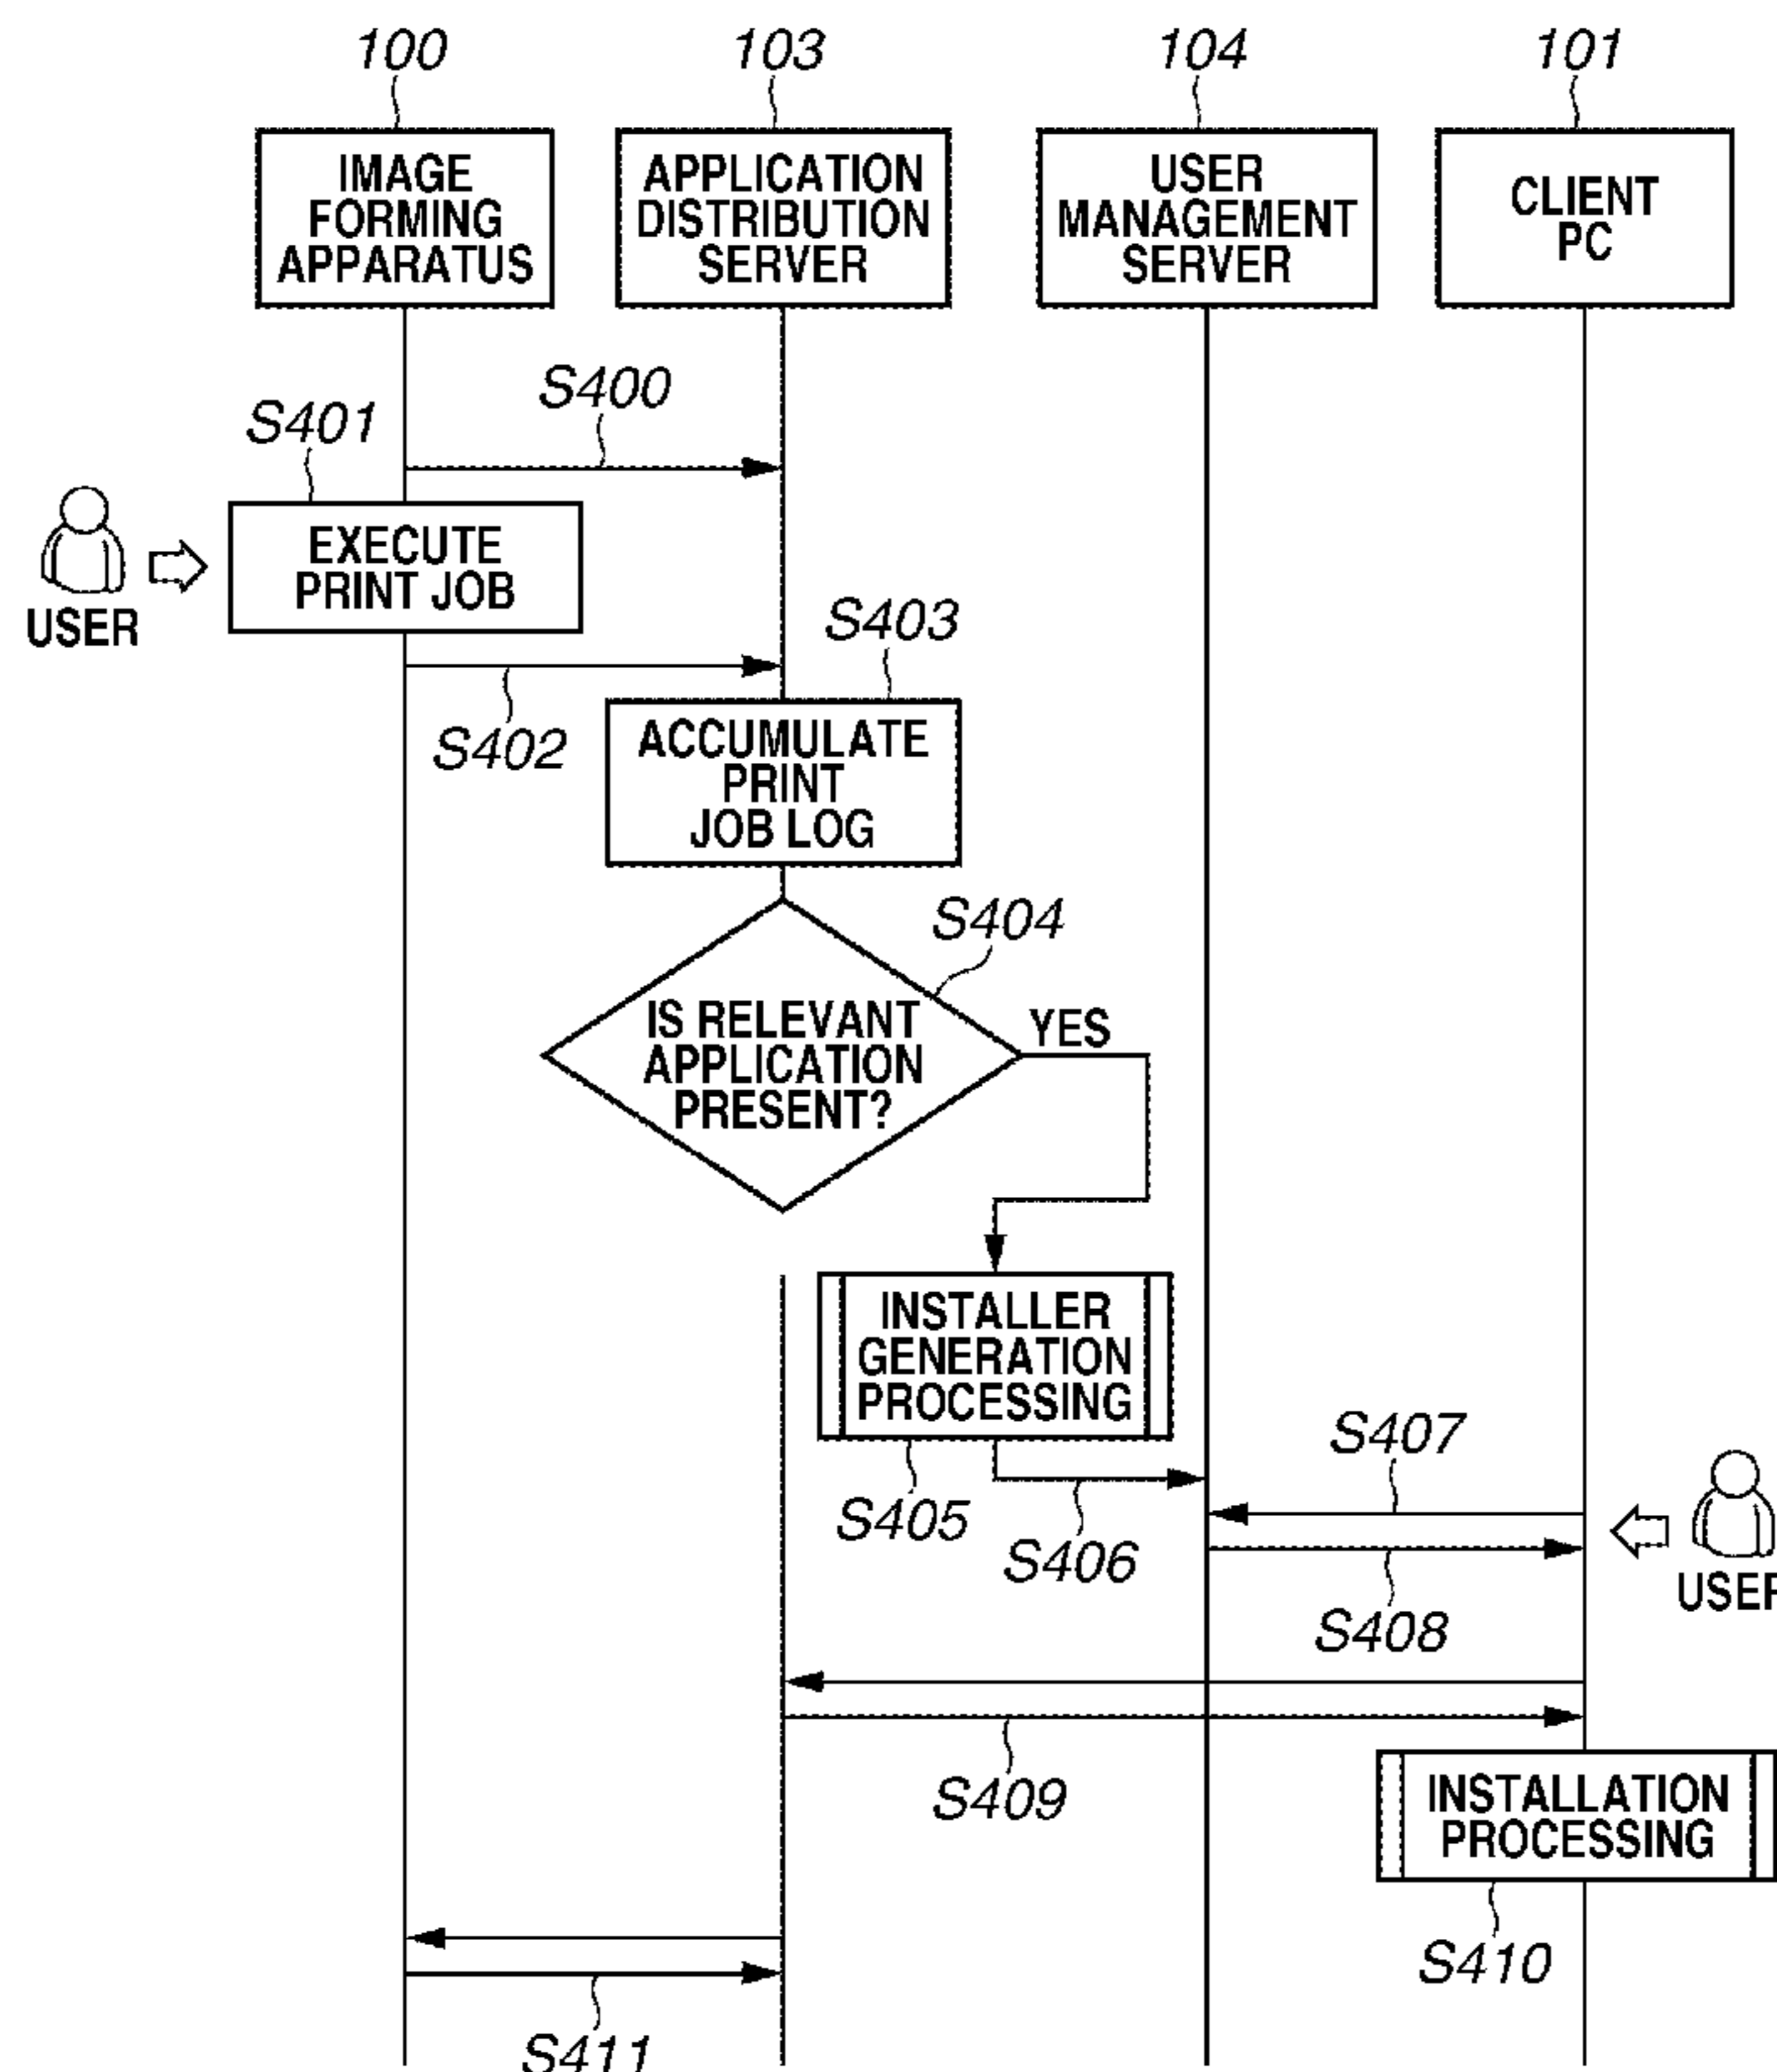 100
103
104
101
IMAGE
FORMING
APPARATUS
APPLICATION
DISTRIBUTION
SERVER
USER
MANAGEMENT
SERVER
CLIENT
PC
S400
S401
EXECUTE
PRINT JOB
USER
S402
S403
ACCUMULATE
PRINT
JOB LOG
S404
IS RELEVANT
APPLICATION
PRESENT?
YES
INSTALLER
GENERATION
PROCESSING
S405
S406
S407
USER
S408
S409
INSTALLATION
PROCESSING
S410
S411